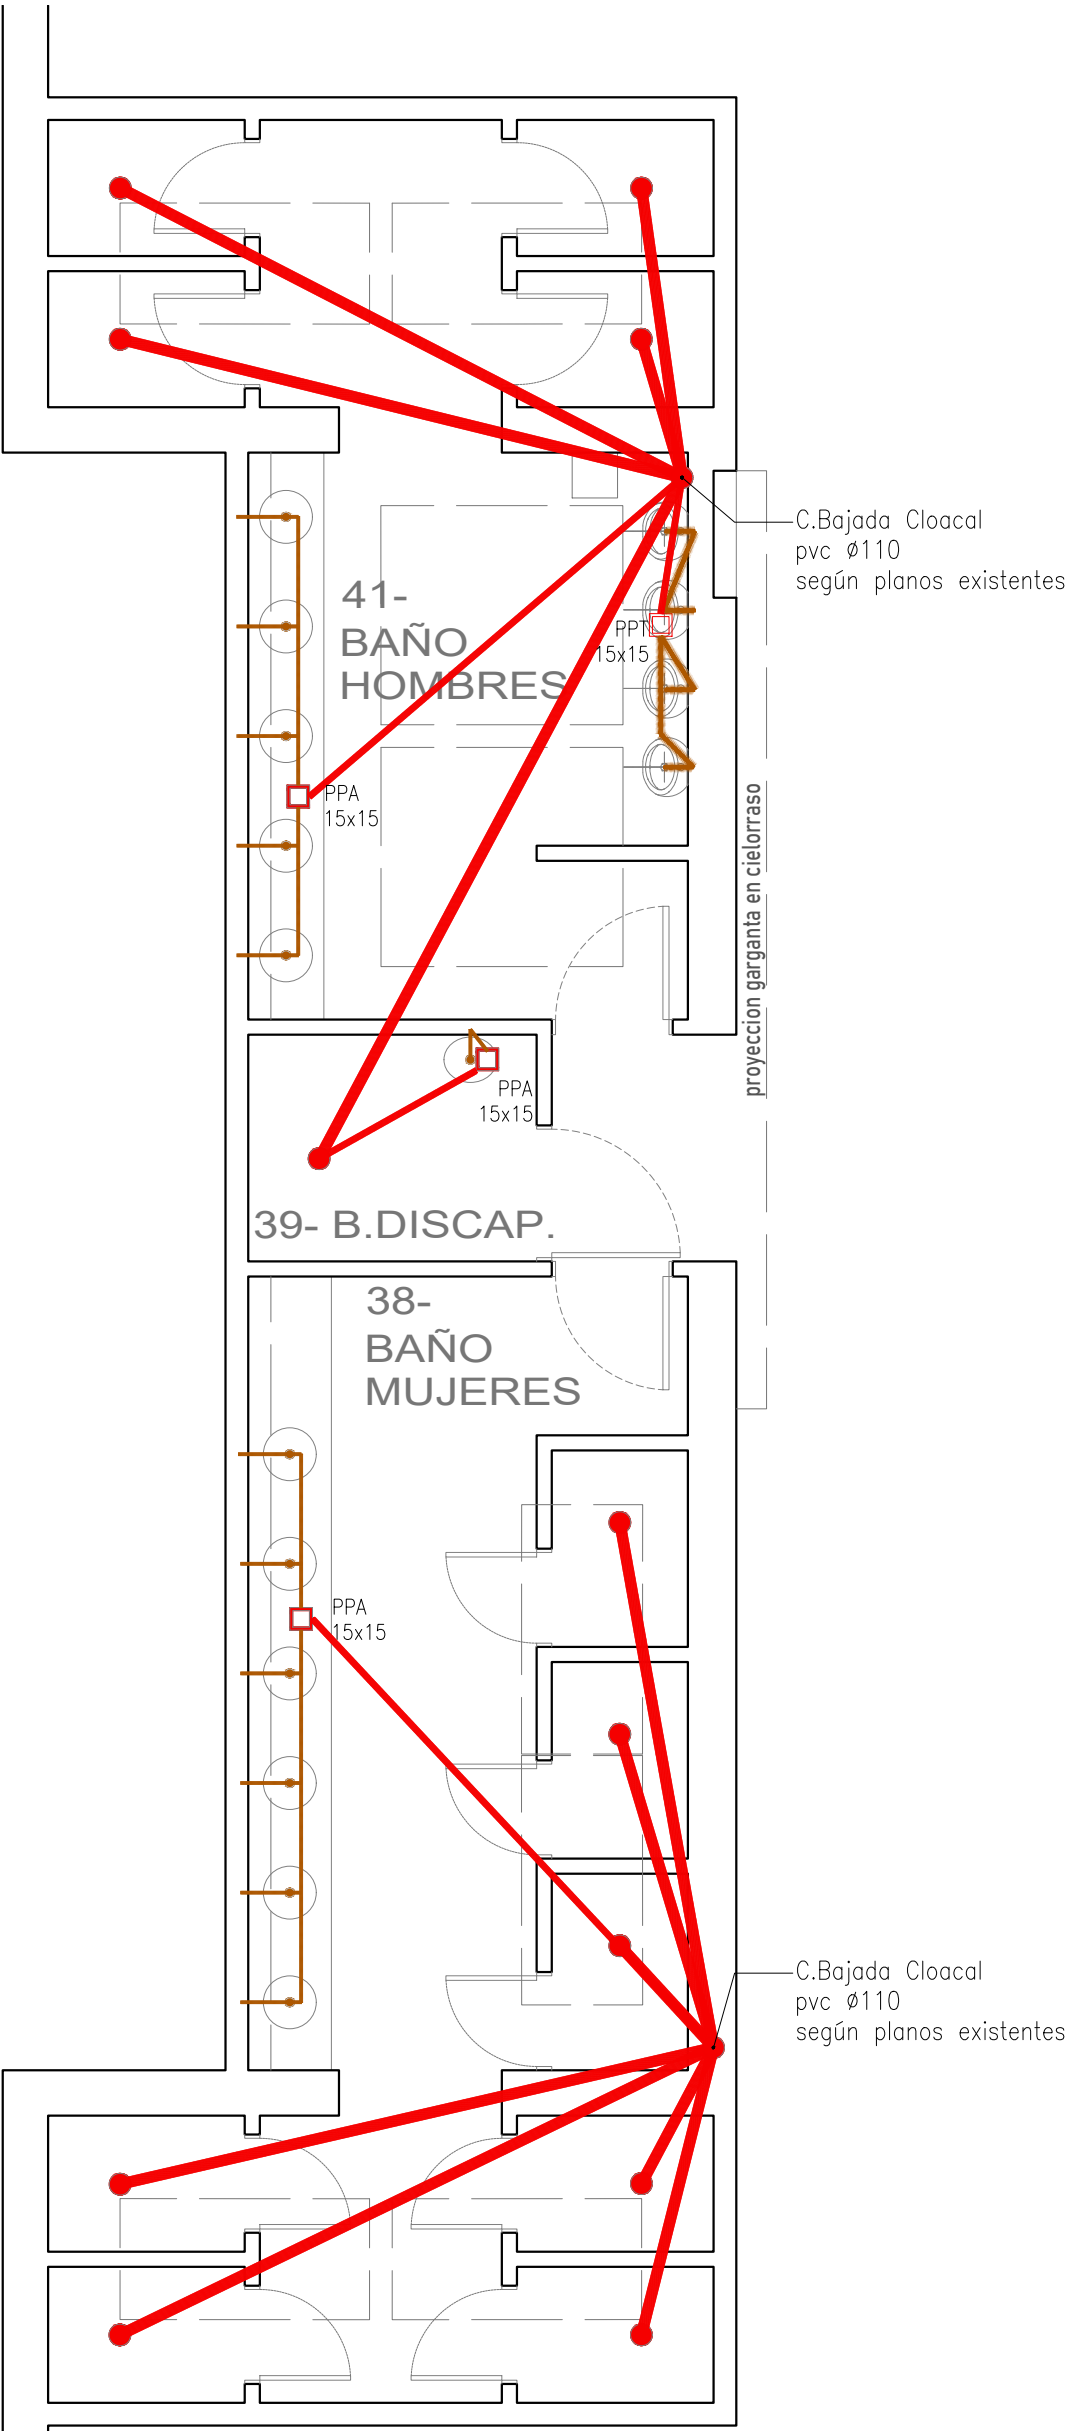 C.Bajada Cloacal
pvc Ø110
según planos existentes
41-
BAÑO
HOMBRES
PPT
15x15
PPA
15x15
proyeccion garganta en cielorraso
PPA
15x15
39- B.DISCAP.
38-
BAÑO
MUJERES
PPA
15x15
C.Bajada Cloacal
pvc Ø110
según planos existentes